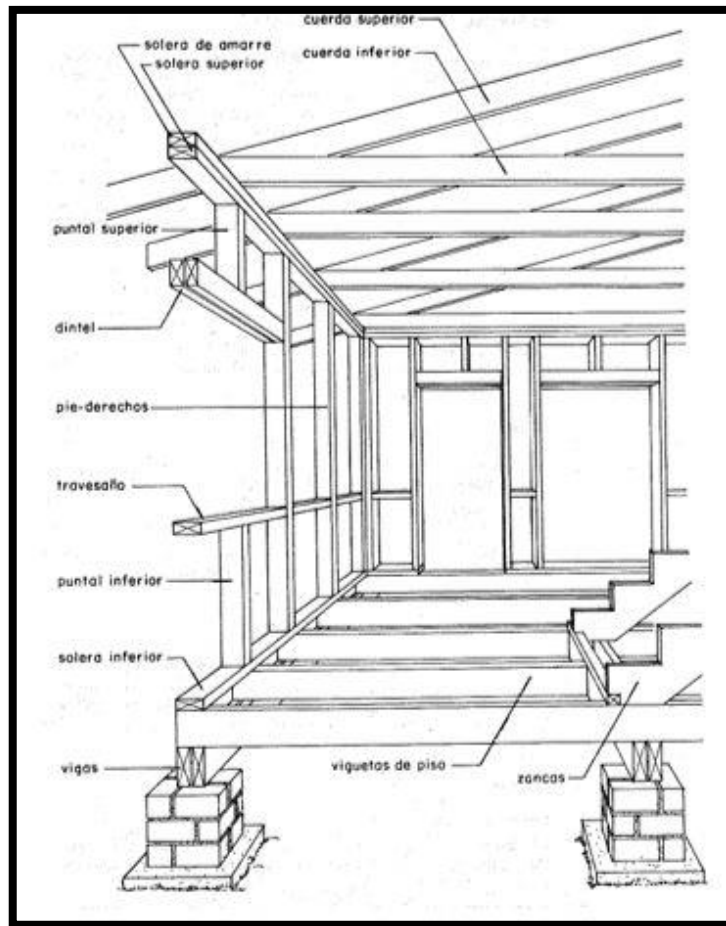 cuerda superior
solera de amarre
solera superior
cuerda inferior
puntal superior
dintel
pie-derechos
travesaño
puntal inferior
solera inferior
vigas
viguetas de piso
zancas